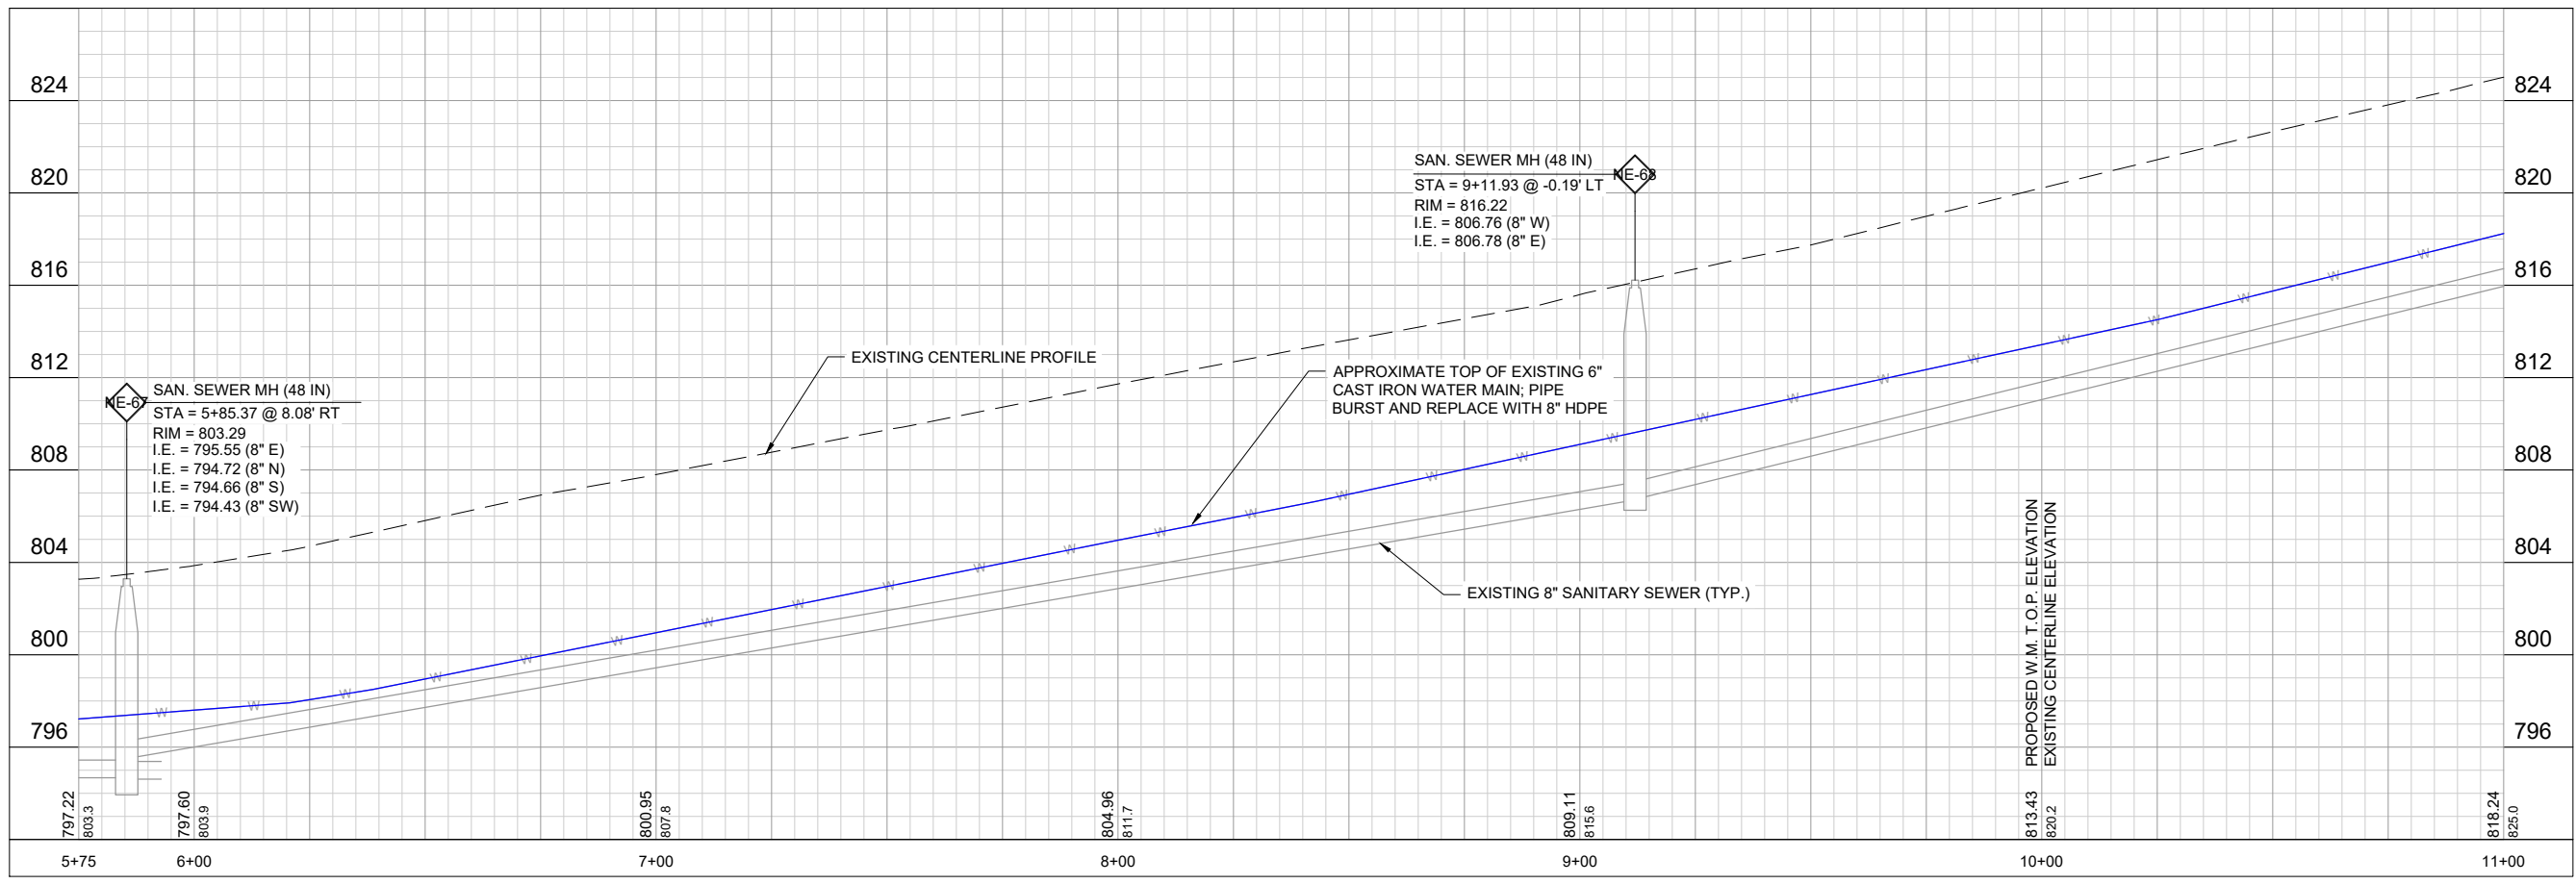 824
820
816
812
808
804
800
796
SAN. SEWER MH (48 IN)
NE-67
STA = 5+85.37 @ 8.08' RT
RIM = 803.29
I.E. = 795.55 (8" E)
I.E. = 794.72 (8" N)
I.E. = 794.66 (8" S)
I.E. = 794.43 (8" SW)
EXISTING CENTERLINE PROFILE
SAN. SEWER MH (48 IN)
NE-68
STA = 9+11.93 @ -0.19' LT
RIM = 816.22
I.E. = 806.76 (8" W)
I.E. = 806.78 (8" E)
APPROXIMATE TOP OF EXISTING 6"
CAST IRON WATER MAIN; PIPE
BURST AND REPLACE WITH 8" HDPE
EXISTING 8" SANITARY SEWER (TYP.)
W W W W W W W W W W W W W W W W W W W W W W W W W W
PROPOSED W.M. T.O.P. ELEVATION
EXISTING CENTERLINE ELEVATION
824
820
816
812
808
804
800
796
797.22
803.3
797.60
803.9
800.95
807.8
804.96
811.7
809.11
815.6
813.43
820.2
818.24
825.0
5+75
6+00
7+00
8+00
9+00
10+00
11+00